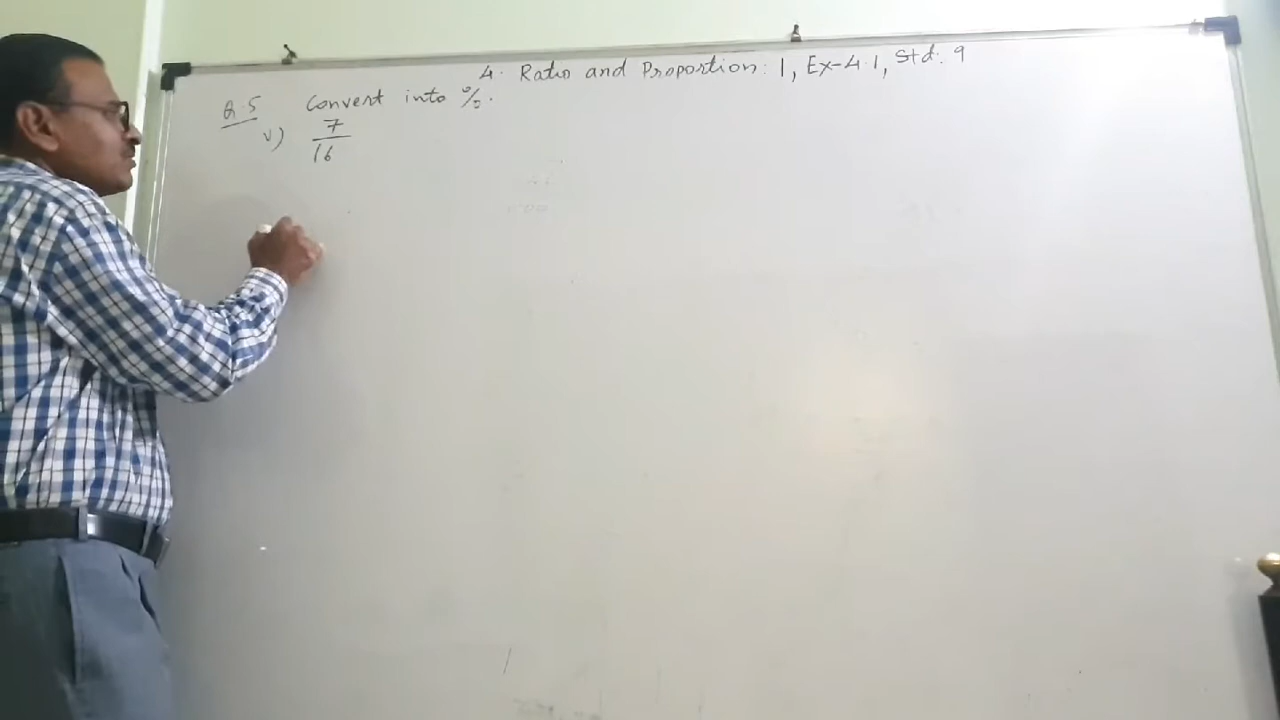 4. Ratio and Proportion: 1, Ex-4.1, Std: 9
Q.5 Convert into %.
v) 7/16